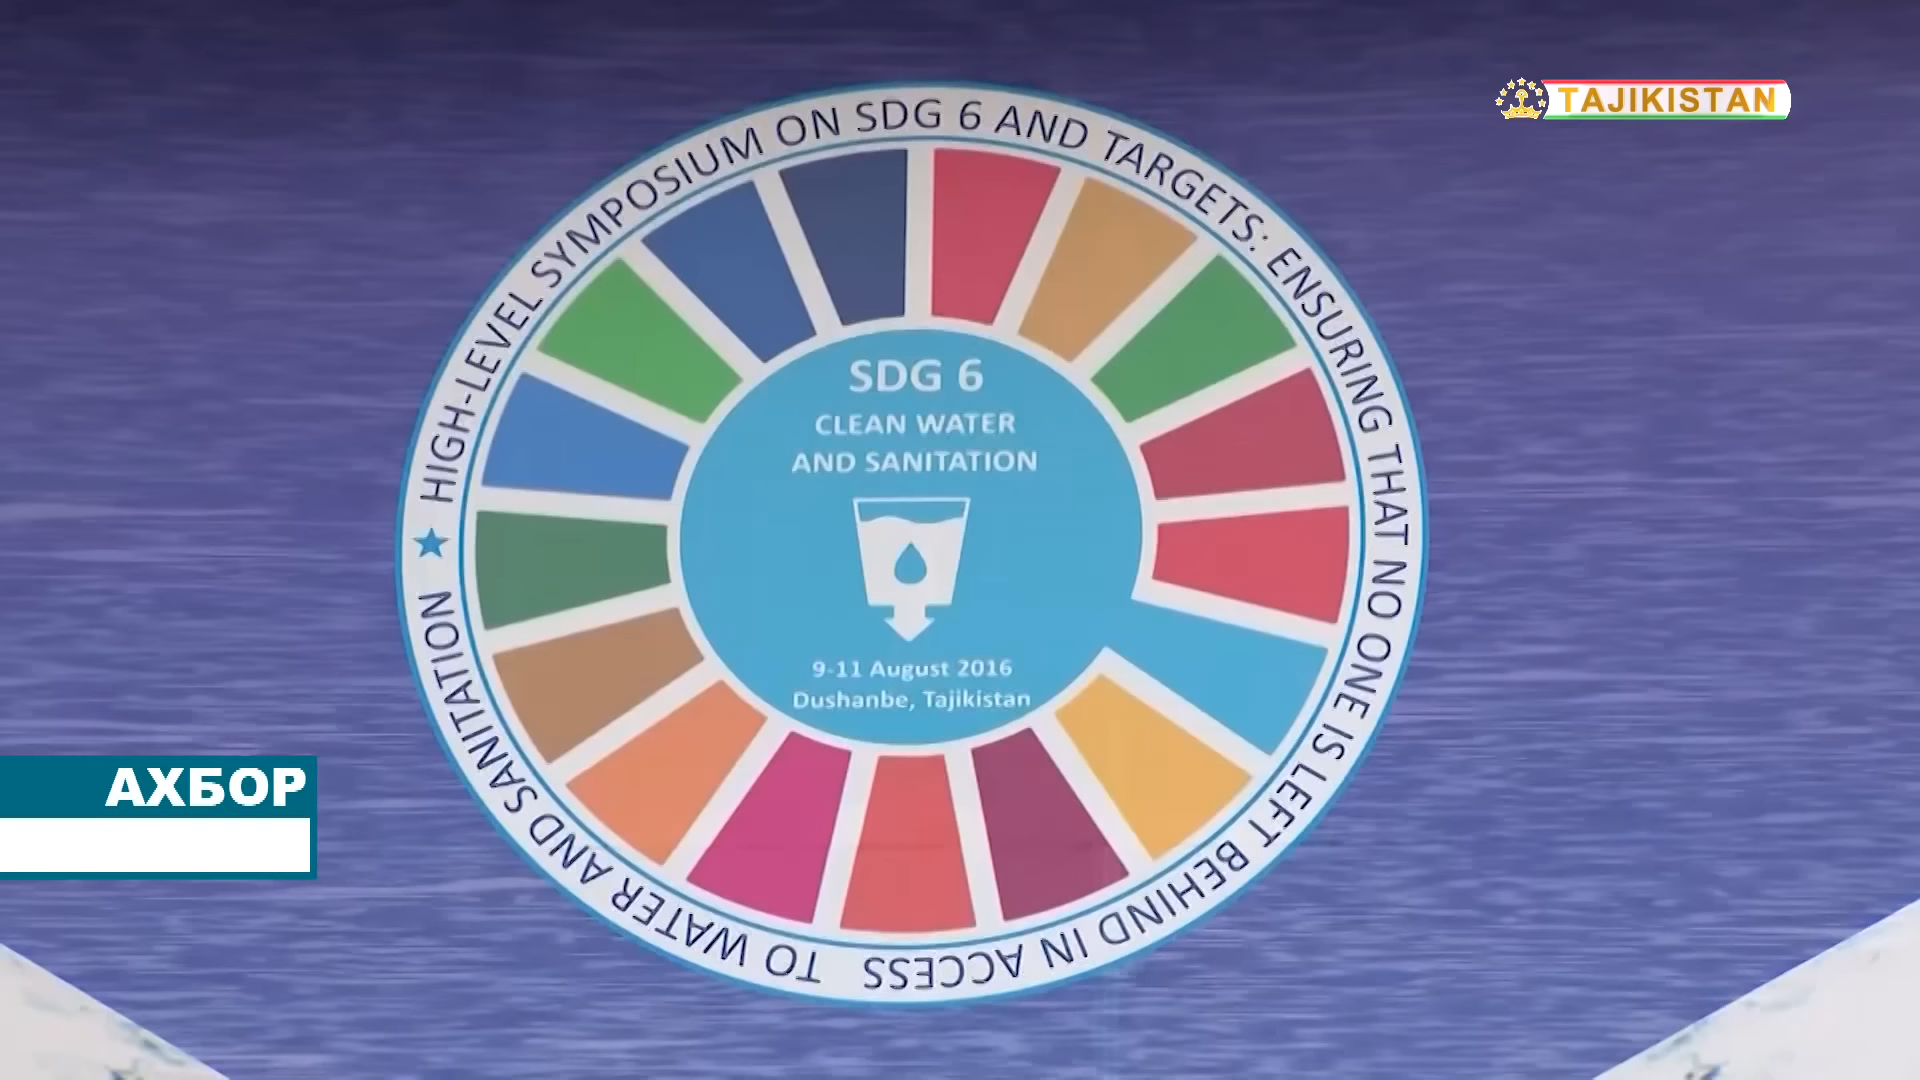 TAJIKISTAN
HIGH-LEVEL SYMPOSIUM ON SDG 6 AND TARGETS: ENSURING THAT NO ONE IS LEFT BEHIND IN ACCESS TO WATER AND SANITATION
SDG 6
CLEAN WATER
AND SANITATION
9-11 August 2016
Dushanbe, Tajikistan
АХБОР